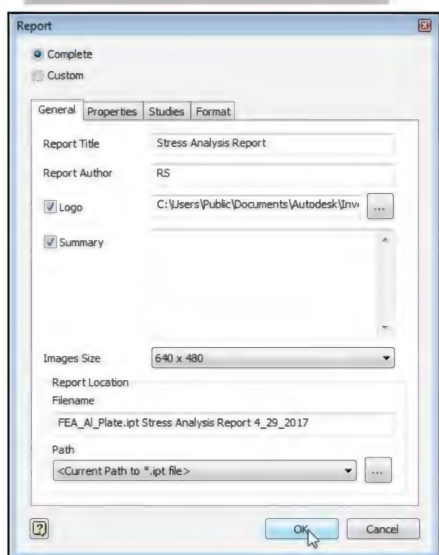 Report
Complete
Custom
General Properties Studies Format
Report Title Stress Analysis Report
Report Author RS
Logo C:\Users\Public\Documents\Autodesk\Inv ...
Summary
Images Size 640 x 480
Report Location
Filename
FEA_Al_Plate.ipt Stress Analysis Report 4_29_2017
Path
<Current Path to *.ipt file> ...
? OK Cancel